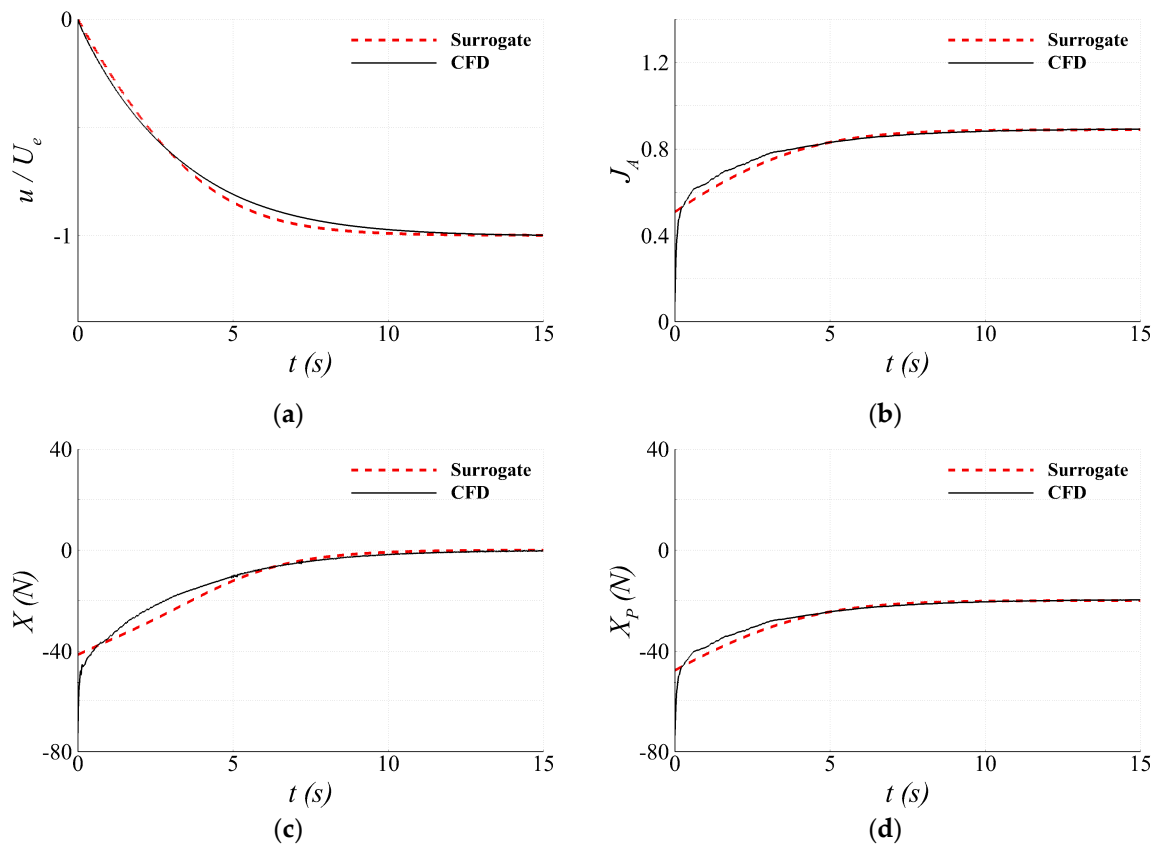 0
-1
u / U_e
Surrogate
CFD
0 5 10 15
t (s)
(a)
1.2
0.8
0.4
0
J_A
Surrogate
CFD
0 5 10 15
t (s)
(b)
40
0
-40
-80
X (N)
Surrogate
CFD
0 5 10 15
t (s)
(c)
40
0
-40
-80
X_P (N)
Surrogate
CFD
0 5 10 15
t (s)
(d)